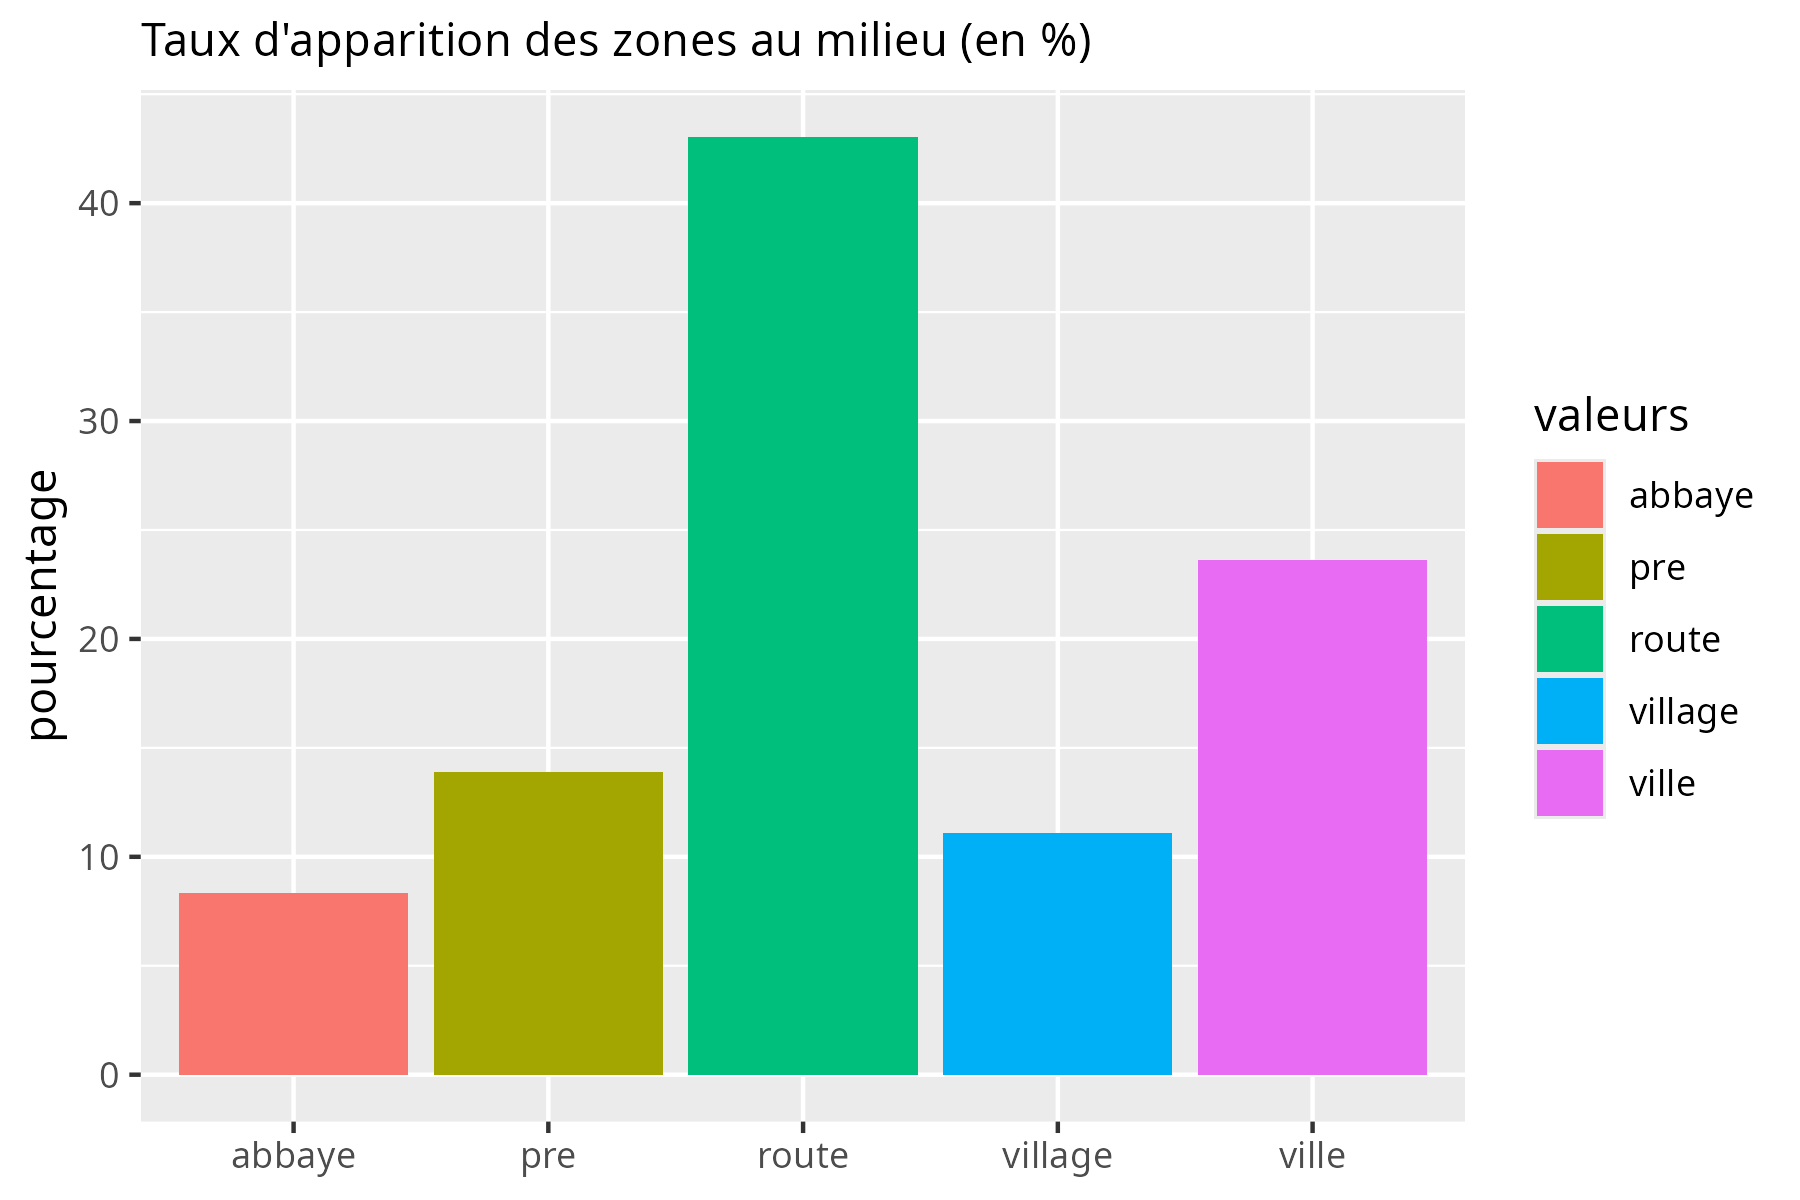 Taux d'apparition des zones au milieu (en %)
pourcentage
40
30
20
10
0
abbaye
pre
route
village
ville
valeurs
abbaye
pre
route
village
ville